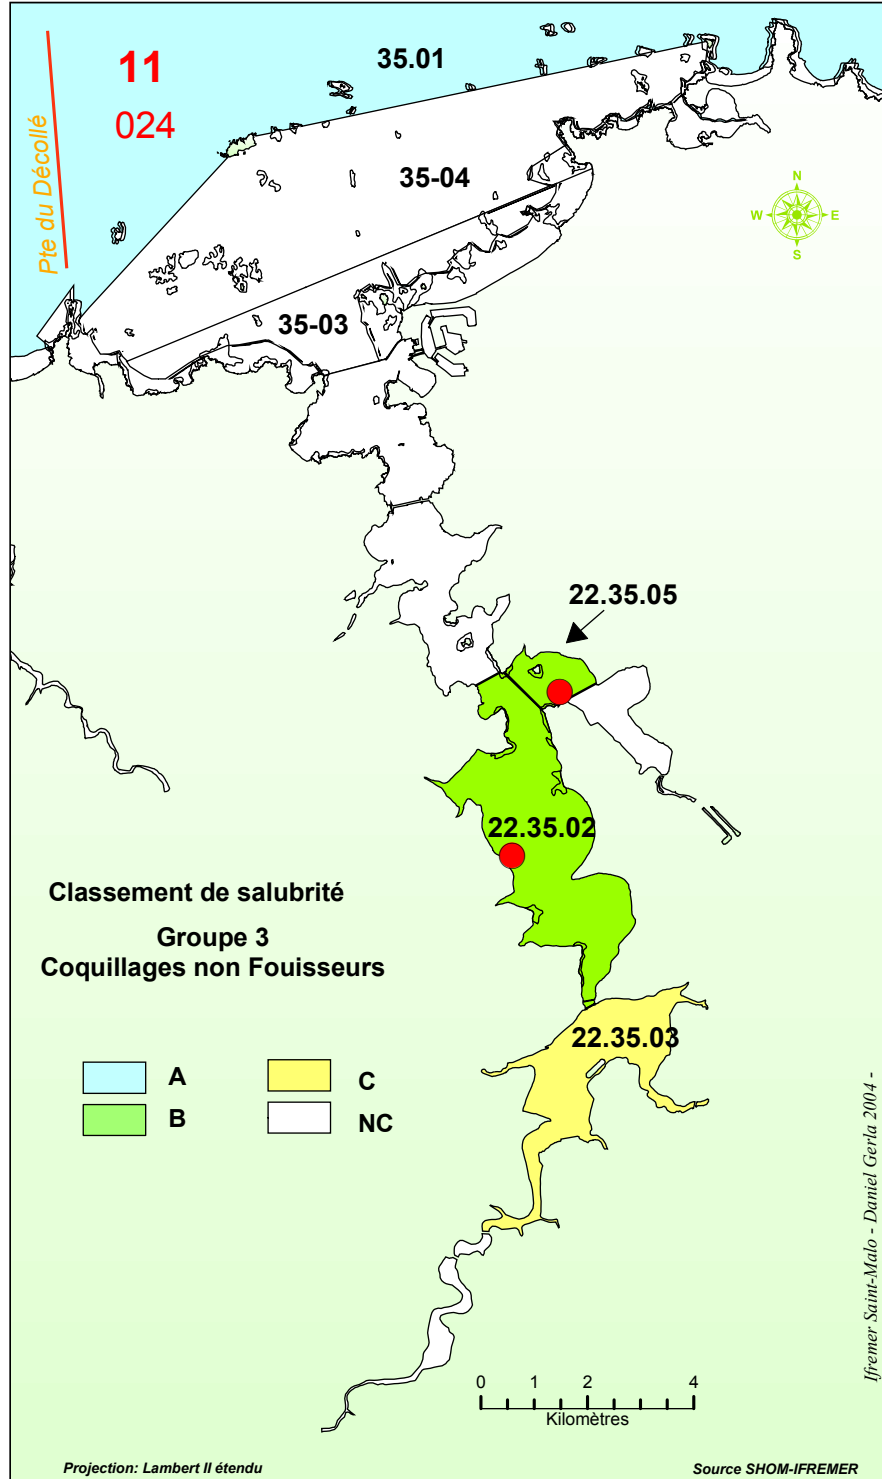 11
35.01
024
Pte du Décollé
35-04
N
W
E
S
35-03
22.35.05
22.35.02
Classement de salubrité
Groupe 3
Coquillages non Fouisseurs
22.35.03
A
C
B
NC
Ifremer Saint-Malo - Daniel Gerla 2004 -
0 1 2 4
Kilomètres
Projection: Lambert II étendu
Source SHOM-IFREMER